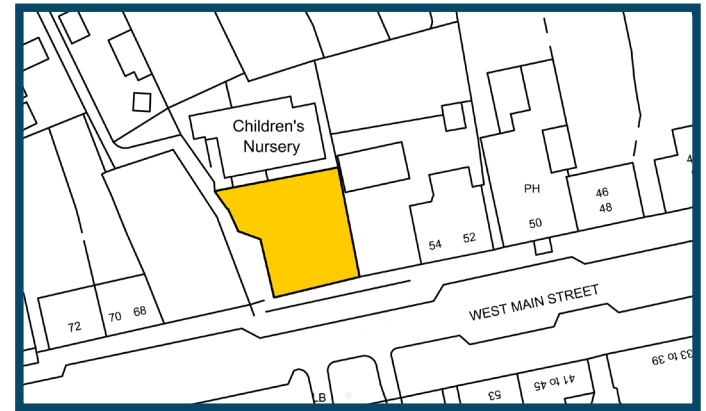 Children's
Nursery
PH
50
46
48
4
54
52
72
70
68
WEST MAIN STREET
LB
53
41 to 45
33 to 39